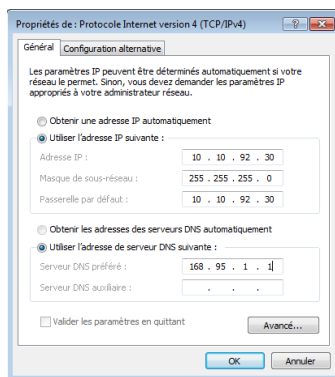 Propriétés de : Protocole Internet version 4 (TCP/IPv4)
Général Configuration alternative
Les paramètres IP peuvent être déterminés automatiquement si votre
réseau le permet. Sinon, vous devez demander les paramètres IP
appropriés à votre administrateur réseau.
Obtenir une adresse IP automatiquement
Utiliser l'adresse IP suivante :
Adresse IP : 10 . 10 . 92 . 30
Masque de sous-réseau : 255 . 255 . 255 . 0
Passerelle par défaut : 10 . 10 . 92 . 30
Obtenir les adresses des serveurs DNS automatiquement
Utiliser l'adresse de serveur DNS suivante :
Serveur DNS préféré : 168 . 95 . 1 . 1
Serveur DNS auxiliaire : . . .
Valider les paramètres en quittant
Avancé...
OK Annuler